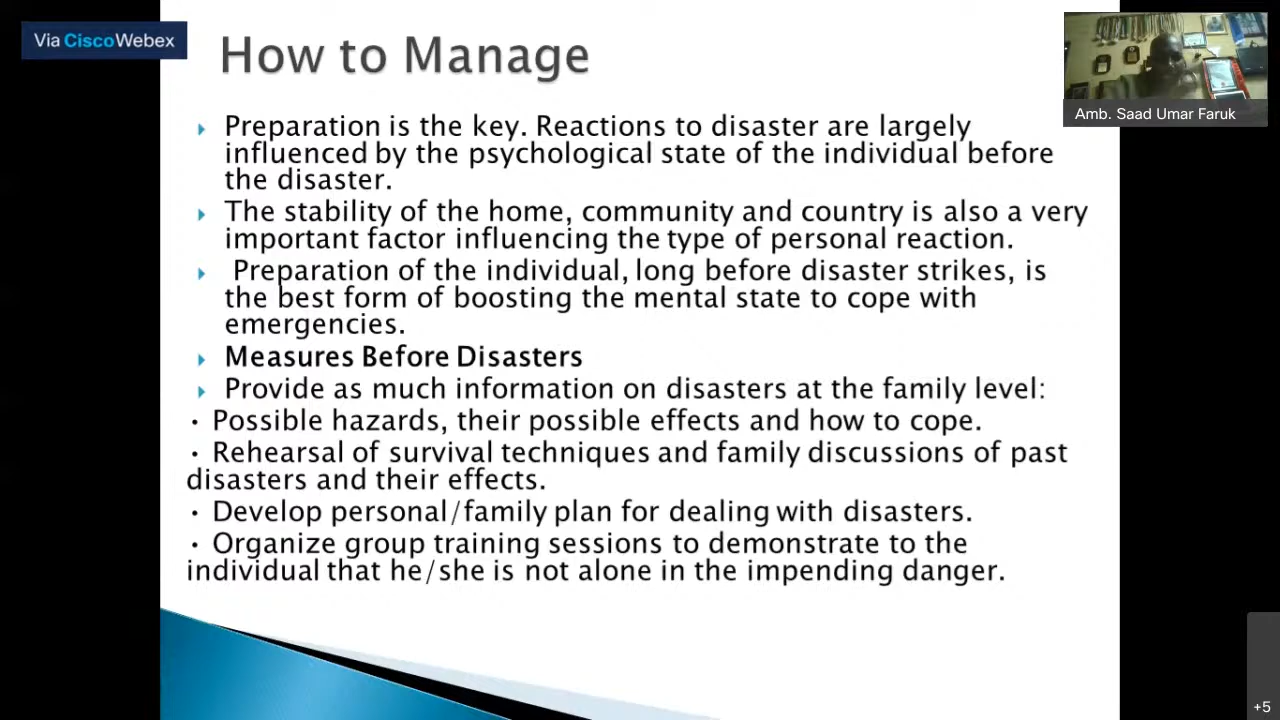 Via CiscoWebex
How to Manage
Amb. Saad Umar Faruk
Preparation is the key. Reactions to disaster are largely
influenced by the psychological state of the individual before
the disaster.
The stability of the home, community and country is also a very
important factor influencing the type of personal reaction.
Preparation of the individual, long before disaster strikes, is
the best form of boosting the mental state to cope with
emergencies.
Measures Before Disasters
Provide as much information on disasters at the family level:
• Possible hazards, their possible effects and how to cope.
• Rehearsal of survival techniques and family discussions of past
disasters and their effects.
• Develop personal/family plan for dealing with disasters.
• Organize group training sessions to demonstrate to the
individual that he/she is not alone in the impending danger.
+5